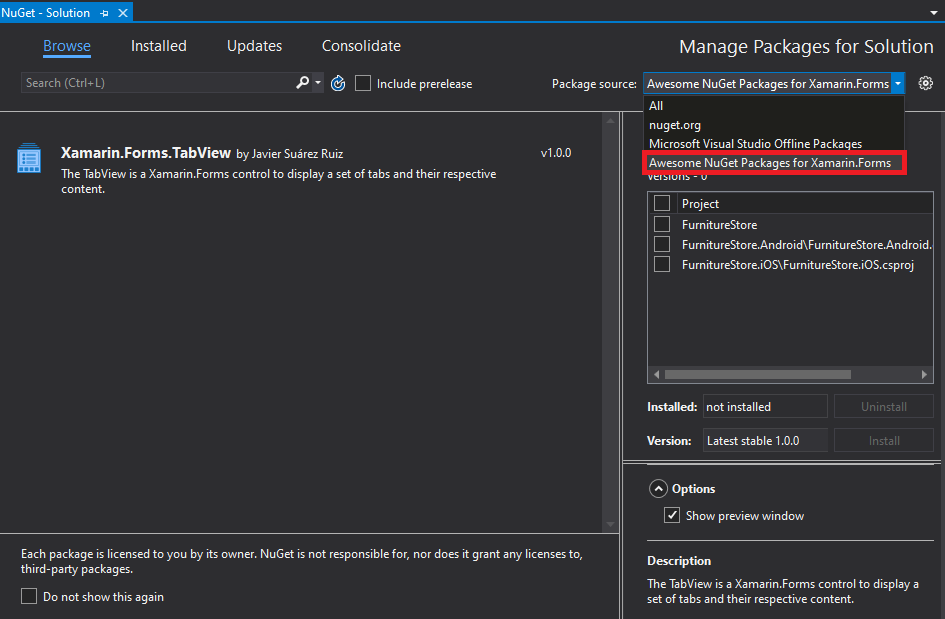 NuGet - Solution
Browse
Installed
Updates
Consolidate
Manage Packages for Solution
Search (Ctrl+L)
Include prerelease
Package source:
Awesome NuGet Packages for Xamarin.Forms
All
nuget.org
Microsoft Visual Studio Offline Packages
Awesome NuGet Packages for Xamarin.Forms
Xamarin.Forms.TabView by Javier Suárez Ruiz
v1.0.0
The TabView is a Xamarin.Forms control to display a set of tabs and their respective
content.
Versions - 0
Project
FurnitureStore
FurnitureStore.Android\FurnitureStore.Android.
FurnitureStore.iOS\FurnitureStore.iOS.csproj
Installed:
not installed
Uninstall
Version:
Latest stable 1.0.0
Install
Options
Show preview window
Each package is licensed to you by its owner. NuGet is not responsible for, nor does it grant any licenses to,
third-party packages.
Do not show this again
Description
The TabView is a Xamarin.Forms control to display a
set of tabs and their respective content.